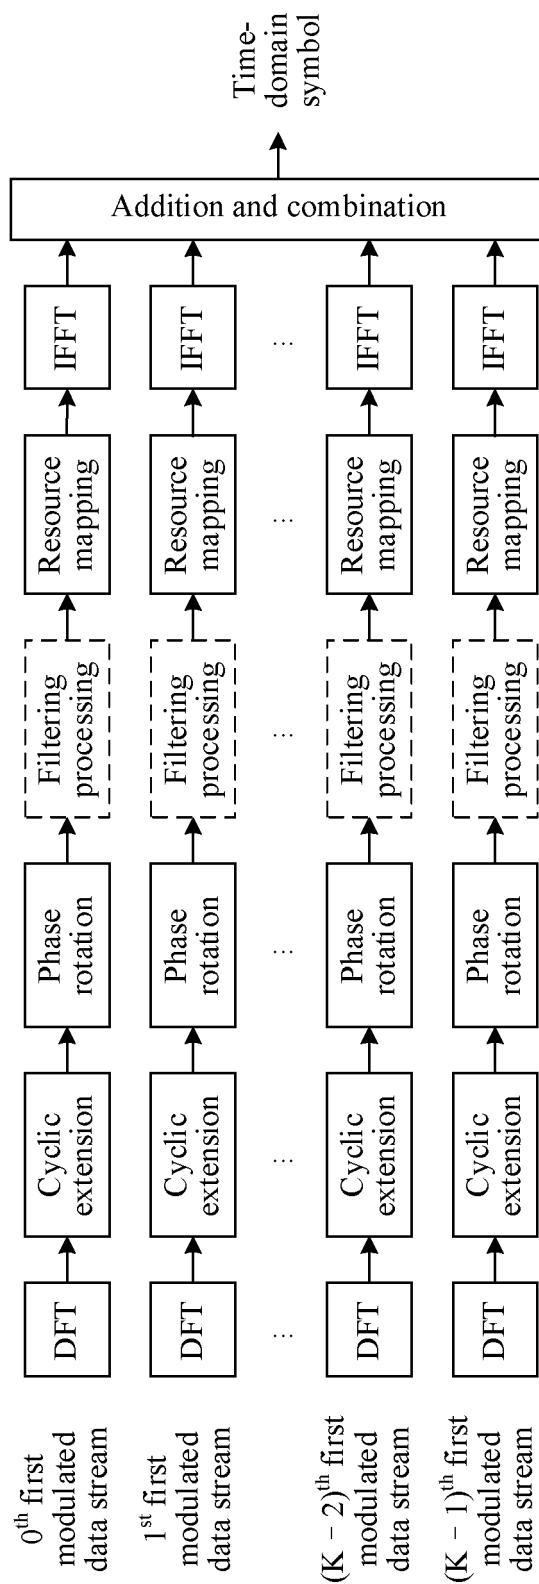 0th first
modulated
data stream
DFT
Cyclic
extension
Phase
rotation
Filtering
processing
Resource
mapping
IFFT
1st first
modulated
data stream
DFT
Cyclic
extension
Phase
rotation
Filtering
processing
Resource
mapping
IFFT
...
...
...
...
...
...
(K − 2)th first
modulated
data stream
DFT
Cyclic
extension
Phase
rotation
Filtering
processing
Resource
mapping
IFFT
(K − 1)th first
modulated
data stream
DFT
Cyclic
extension
Phase
rotation
Filtering
processing
Resource
mapping
IFFT
Addition and combination
Time-
domain
symbol